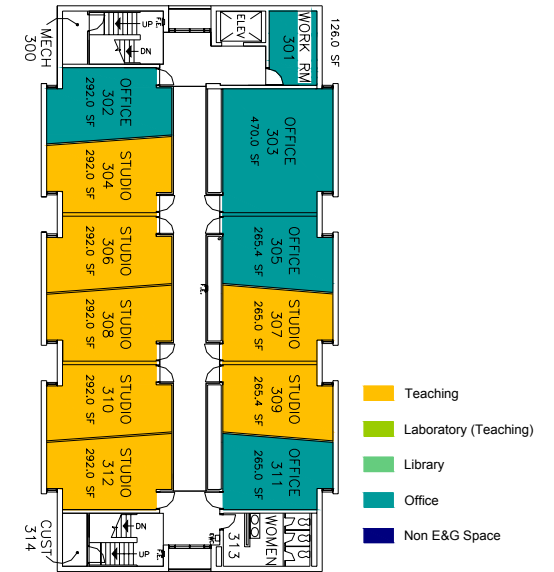 MECH
300
UP
DN
F.E.
ELEV
WORK RM
301
126.0 SF
OFFICE
302
292.0 SF
OFFICE
303
470.0 SF
STUDIO
304
292.0 SF
OFFICE
305
265.4 SF
STUDIO
306
292.0 SF
STUDIO
307
265.0 SF
STUDIO
308
292.0 SF
F.E.
STUDIO
309
265.4 SF
STUDIO
310
292.0 SF
OFFICE
311
265.0 SF
STUDIO
312
292.0 SF
CUST
314
DN
UP
WOMEN
313
Teaching
Laboratory (Teaching)
Library
Office
Non E&G Space